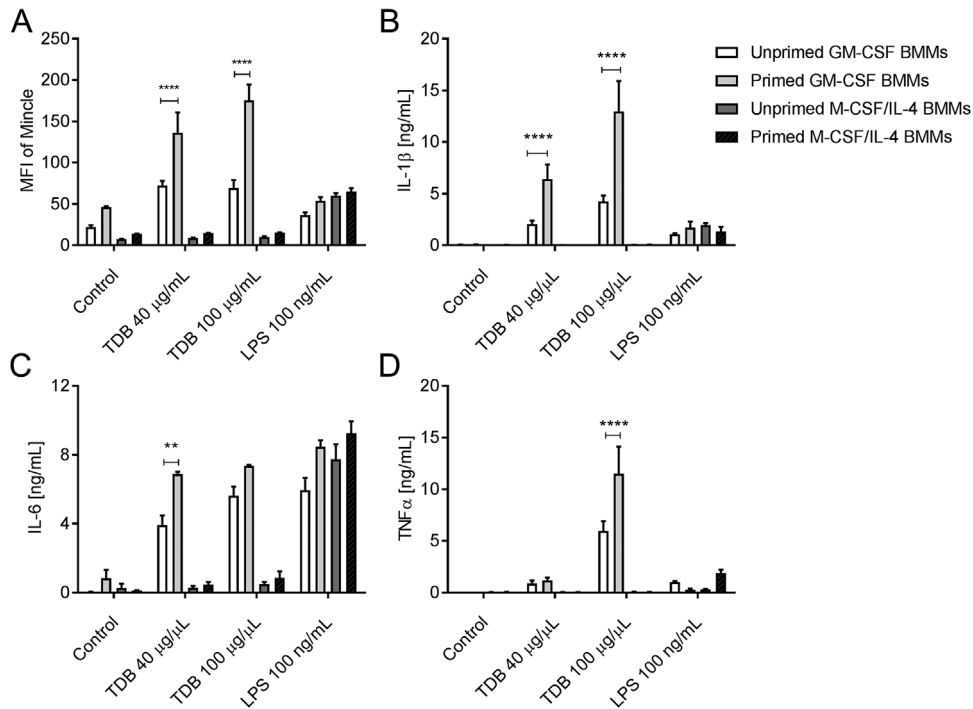 A
MFI of Mincle
250
200
150
100
50
0
****
****
Control
TDB 40 μg/mL
TDB 100 μg/mL
LPS 100 ng/mL
B
IL-1β [ng/mL]
20
15
10
5
0
****
****
Control
TDB 40 μg/μL
TDB 100 μg/μL
LPS 100 ng/mL
Unprimed GM-CSF BMMs
Primed GM-CSF BMMs
Unprimed M-CSF/IL-4 BMMs
Primed M-CSF/IL-4 BMMs
C
IL-6 [ng/mL]
12
8
4
0
**
Control
TDB 40 μg/μL
TDB 100 μg/μL
LPS 100 ng/mL
D
TNFα [ng/mL]
20
15
10
5
0
****
Control
TDB 40 μg/μL
TDB 100 μg/μL
LPS 100 ng/mL